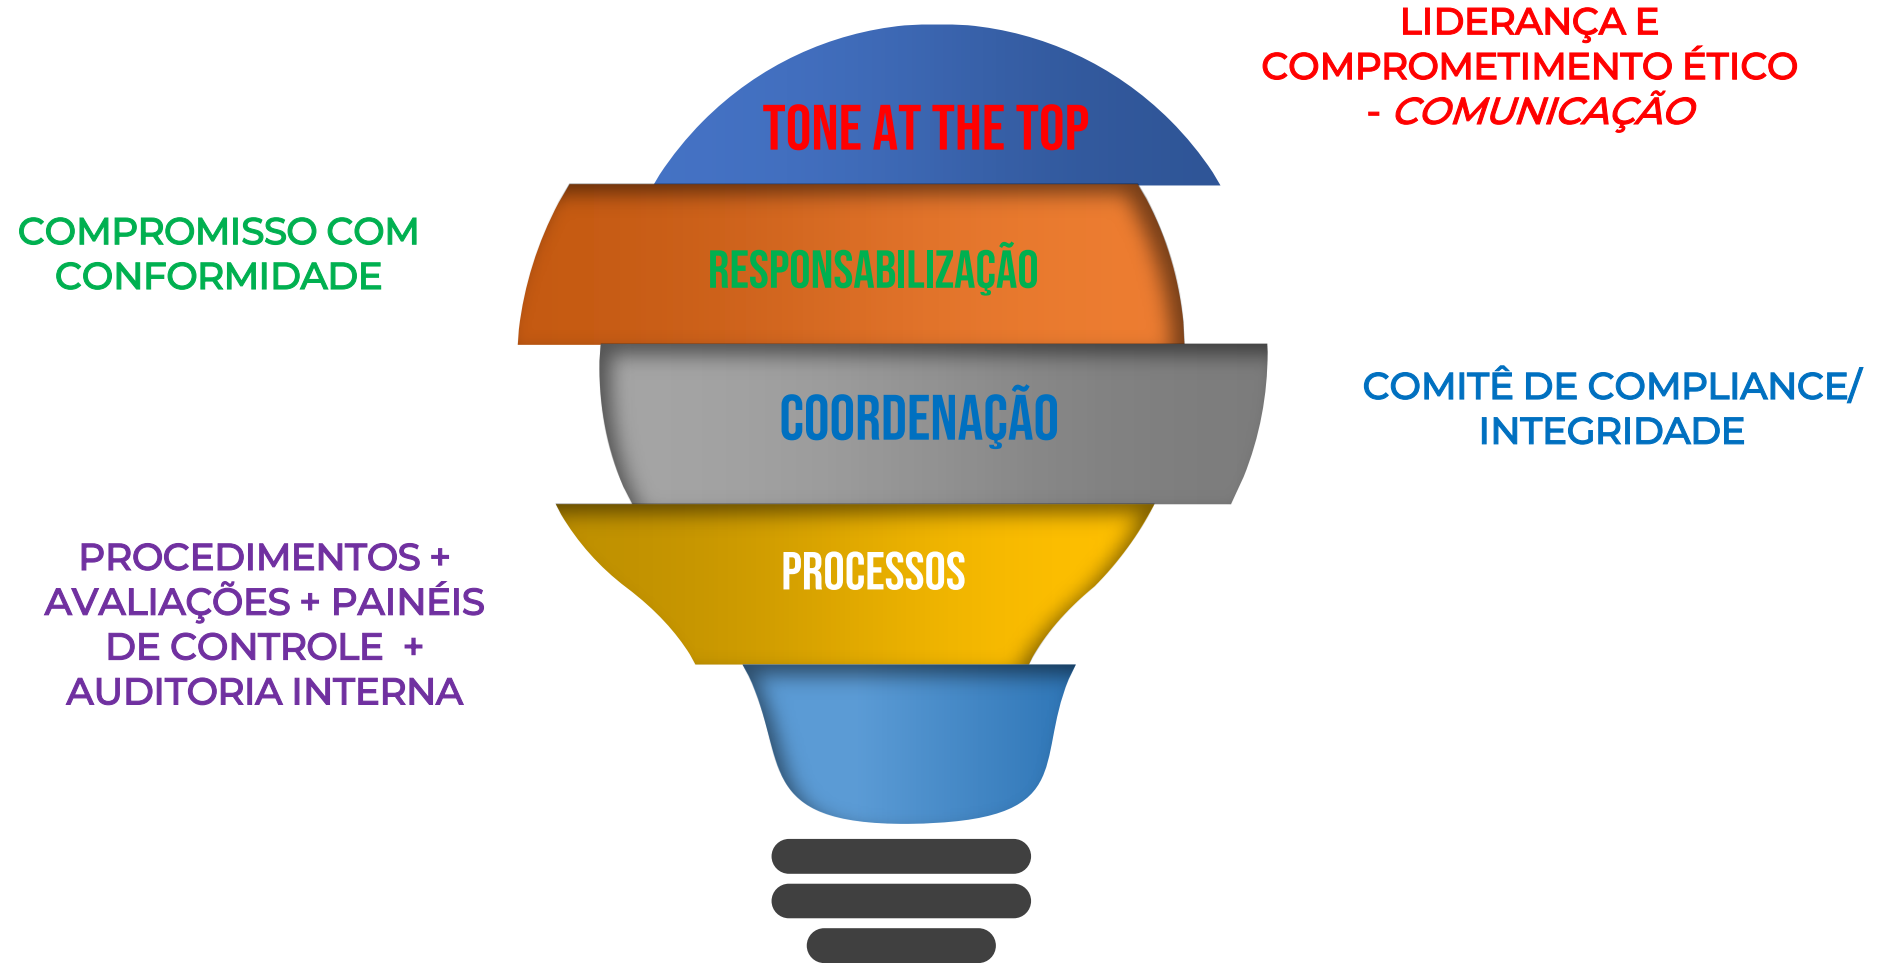 LIDERANÇA E
COMPROMETIMENTO ÉTICO
- COMUNICAÇÃO
TONE AT THE TOP
COMPROMISSO COM
CONFORMIDADE
RESPONSABILIZAÇÃO
COORDENAÇÃO
COMITÊ DE COMPLIANCE/
INTEGRIDADE
PROCESSOS
PROCEDIMENTOS +
AVALIAÇÕES + PAINÉIS
DE CONTROLE +
AUDITORIA INTERNA